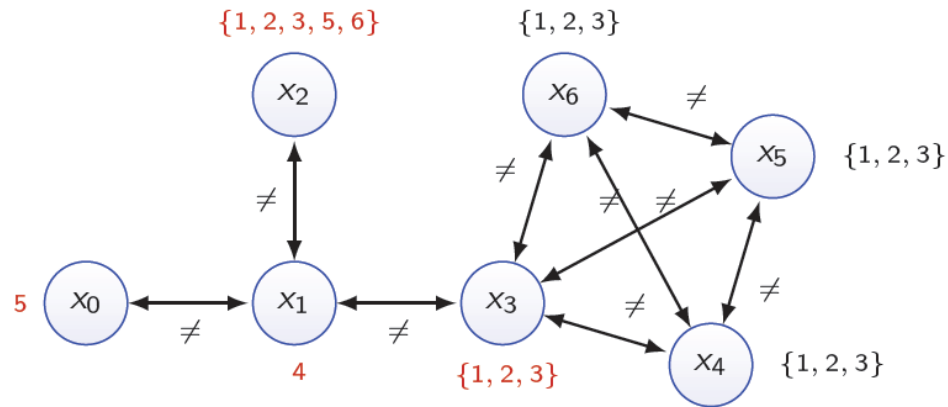 {1, 2, 3, 5, 6}
{1, 2, 3}
x2
x6
≠
x5
{1, 2, 3}
≠
≠
≠
≠
5
x0
x1
x3
≠
≠
≠
≠
4
{1, 2, 3}
x4
{1, 2, 3}